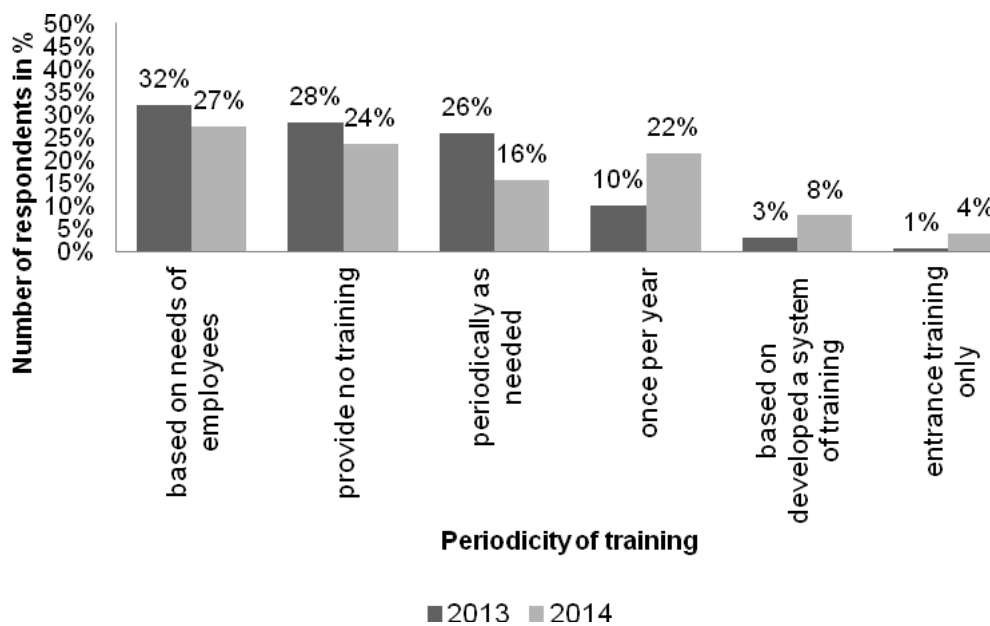 Number of respondents in %
50%
45%
40%
35%
30%
25%
20%
15%
10%
5%
0%
32%
27%
28%
24%
26%
16%
10%
22%
3%
8%
1%
4%
based on needs of
employees
provide no training
periodically as
needed
once per year
based on
developed a system
of training
entrance training
only
Periodicity of training
2013
2014